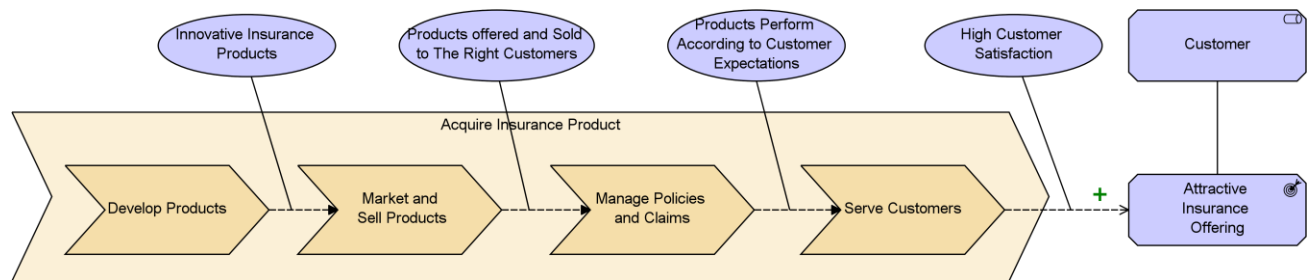 Innovative Insurance
Products
Products offered and Sold
to The Right Customers
Products Perform
According to Customer
Expectations
High Customer
Satisfaction
Customer
Acquire Insurance Product
Develop Products
Market and
Sell Products
Manage Policies
and Claims
Serve Customers
+
Attractive
Insurance
Offering